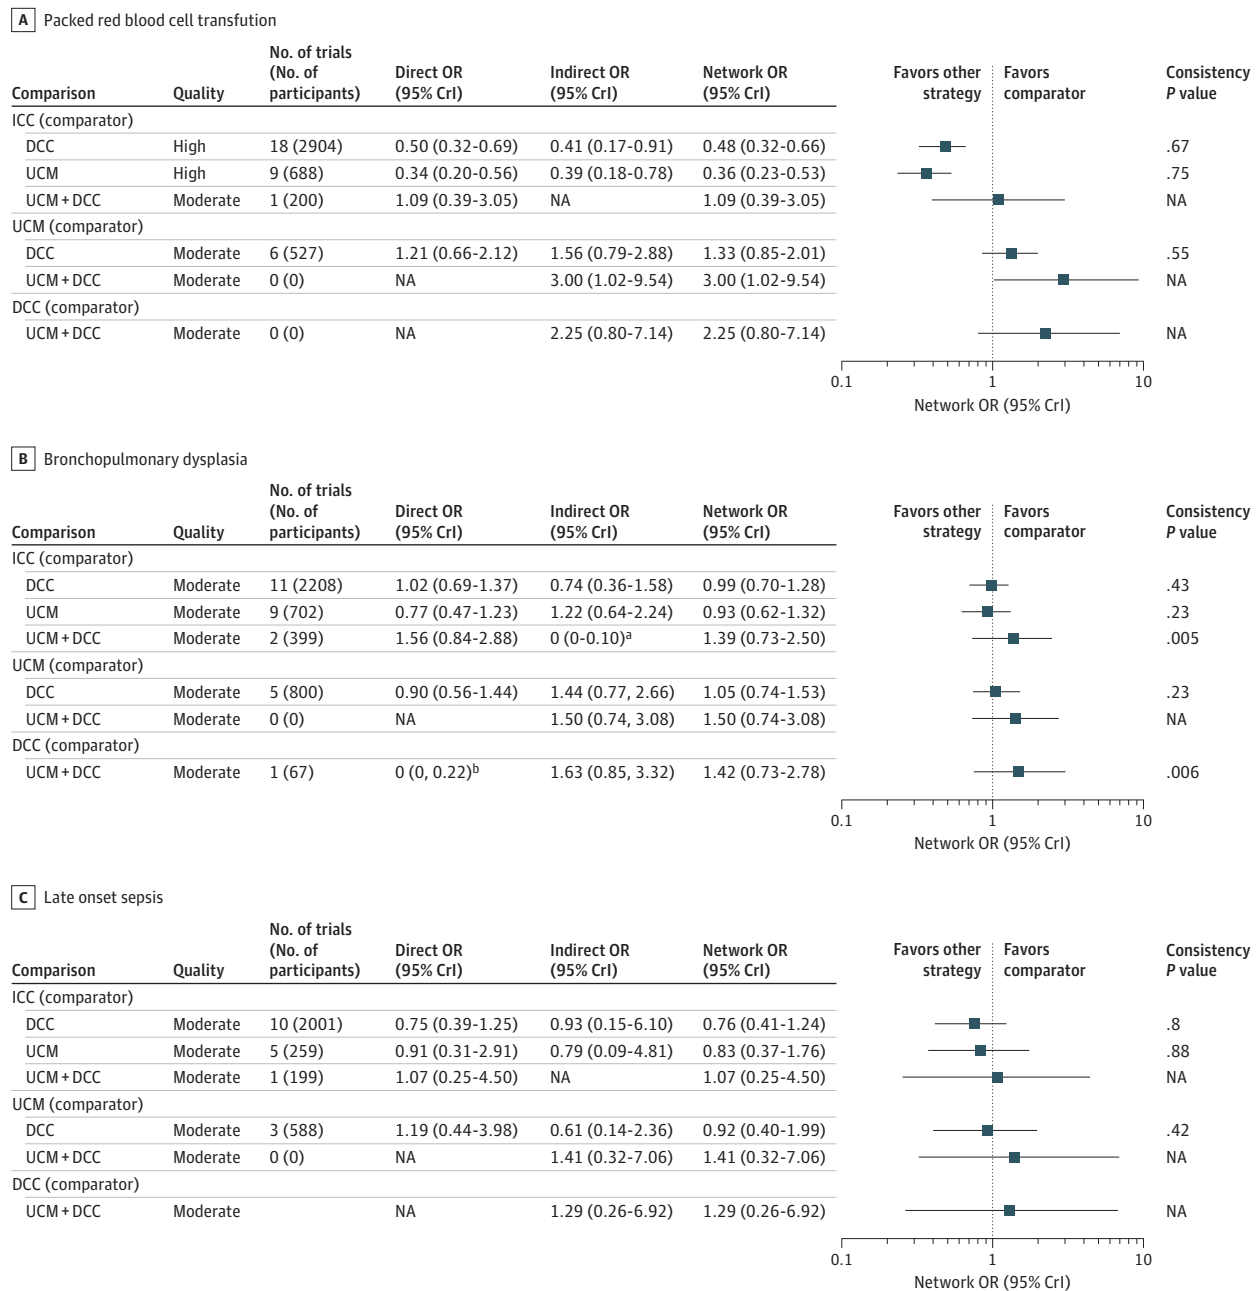 A Packed red blood cell transfution
No. of trials
(No. of Direct OR Indirect OR Network OR Favors other Favors Consistency
Comparison Quality participants) (95% CrI) (95% CrI) (95% CrI) strategy comparator P value
ICC (comparator)
DCC High 18 (2904) 0.50 (0.32-0.69) 0.41 (0.17-0.91) 0.48 (0.32-0.66) .67
UCM High 9 (688) 0.34 (0.20-0.56) 0.39 (0.18-0.78) 0.36 (0.23-0.53) .75
UCM + DCC Moderate 1 (200) 1.09 (0.39-3.05) NA 1.09 (0.39-3.05) NA
UCM (comparator)
DCC Moderate 6 (527) 1.21 (0.66-2.12) 1.56 (0.79-2.88) 1.33 (0.85-2.01) .55
UCM + DCC Moderate 0 (0) NA 3.00 (1.02-9.54) 3.00 (1.02-9.54) NA
DCC (comparator)
UCM + DCC Moderate 0 (0) NA 2.25 (0.80-7.14) 2.25 (0.80-7.14) NA
0.1 1 10
Network OR (95% CrI)
B Bronchopulmonary dysplasia
No. of trials
(No. of Direct OR Indirect OR Network OR Favors other Favors Consistency
Comparison Quality participants) (95% CrI) (95% CrI) (95% CrI) strategy comparator P value
ICC (comparator)
DCC Moderate 11 (2208) 1.02 (0.69-1.37) 0.74 (0.36-1.58) 0.99 (0.70-1.28) .43
UCM Moderate 9 (702) 0.77 (0.47-1.23) 1.22 (0.64-2.24) 0.93 (0.62-1.32) .23
UCM + DCC Moderate 2 (399) 1.56 (0.84-2.88) 0 (0-0.10)a 1.39 (0.73-2.50) .005
UCM (comparator)
DCC Moderate 5 (800) 0.90 (0.56-1.44) 1.44 (0.77, 2.66) 1.05 (0.74-1.53) .23
UCM + DCC Moderate 0 (0) NA 1.50 (0.74, 3.08) 1.50 (0.74-3.08) NA
DCC (comparator)
UCM + DCC Moderate 1 (67) 0 (0, 0.22)b 1.63 (0.85, 3.32) 1.42 (0.73-2.78) .006
0.1 1 10
Network OR (95% CrI)
C Late onset sepsis
No. of trials
(No. of Direct OR Indirect OR Network OR Favors other Favors Consistency
Comparison Quality participants) (95% CrI) (95% CrI) (95% CrI) strategy comparator P value
ICC (comparator)
DCC Moderate 10 (2001) 0.75 (0.39-1.25) 0.93 (0.15-6.10) 0.76 (0.41-1.24) .8
UCM Moderate 5 (259) 0.91 (0.31-2.91) 0.79 (0.09-4.81) 0.83 (0.37-1.76) .88
UCM + DCC Moderate 1 (199) 1.07 (0.25-4.50) NA 1.07 (0.25-4.50) NA
UCM (comparator)
DCC Moderate 3 (588) 1.19 (0.44-3.98) 0.61 (0.14-2.36) 0.92 (0.40-1.99) .42
UCM + DCC Moderate 0 (0) NA 1.41 (0.32-7.06) 1.41 (0.32-7.06) NA
DCC (comparator)
UCM + DCC Moderate NA 1.29 (0.26-6.92) 1.29 (0.26-6.92) NA
0.1 1 10
Network OR (95% CrI)